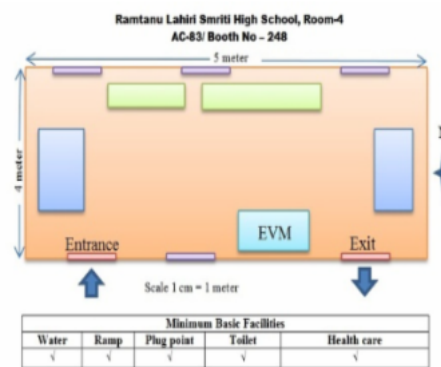 Ramtanu Lahiri Smriti High School, Room-4
AC-83/ Booth No – 248
5 meter
4 meter
EVM
Entrance
Exit
Scale 1 cm = 1 meter
Minimum Basic Facilities
Water Ramp Plug point Toilet Health care
√ √ √ √ √